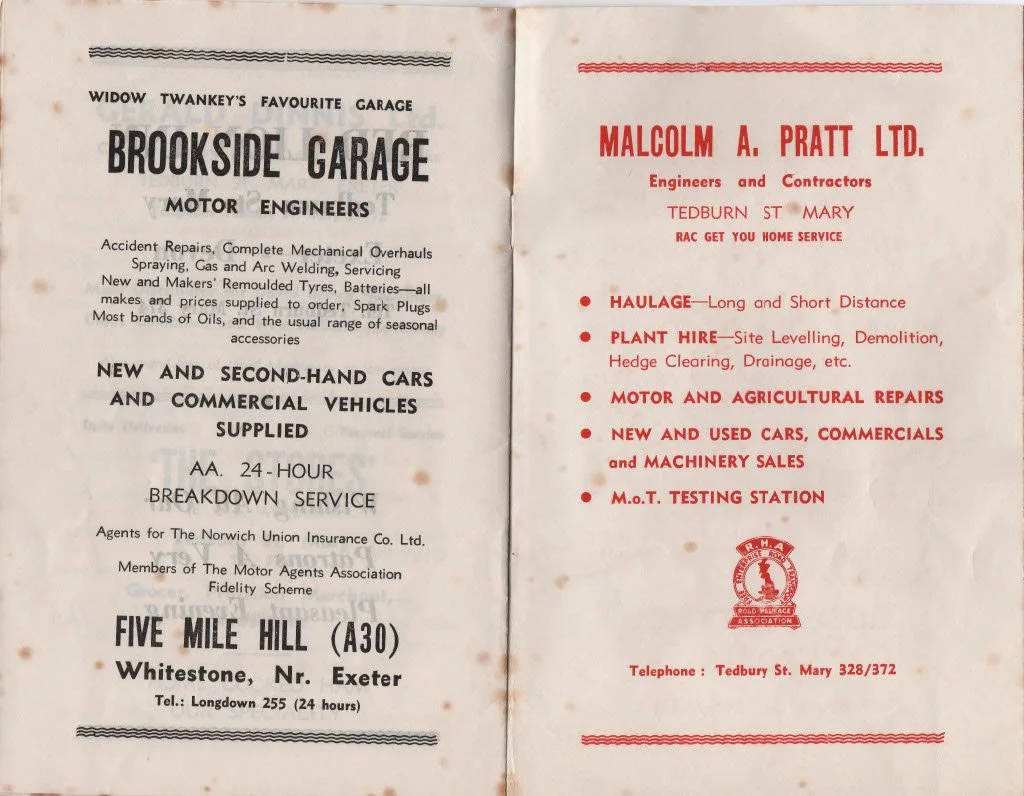 WIDOW TWANKEY'S FAVOURITE GARAGE
BROOKSIDE GARAGE
MOTOR ENGINEERS
Accident Repairs, Complete Mechanical Overhauls
Spraying, Gas and Arc Welding, Servicing
New and Makers' Remoulded Tyres, Batteries—all
makes and prices supplied to order, Spark Plugs
Most brands of Oils, and the usual range of seasonal
accessories
NEW AND SECOND-HAND CARS
AND COMMERCIAL VEHICLES
SUPPLIED
AA. 24-HOUR
BREAKDOWN SERVICE
Agents for The Norwich Union Insurance Co. Ltd.
Members of The Motor Agents Association
Fidelity Scheme
FIVE MILE HILL (A30)
Whitestone, Nr. Exeter
Tel.: Longdown 255 (24 hours)
MALCOLM A. PRATT LTD.
Engineers and Contractors
TEDBURN ST MARY
RAC GET YOU HOME SERVICE
● HAULAGE—Long and Short Distance
● PLANT HIRE—Site Levelling, Demolition,
Hedge Clearing, Drainage, etc.
● MOTOR AND AGRICULTURAL REPAIRS
● NEW AND USED CARS, COMMERCIALS
and MACHINERY SALES
● M.o.T. TESTING STATION
R.H.A
FREE ENTERPRISE ROAD TRANSPORT
ROAD HAULAGE
ASSOCIATION
Telephone : Tedbury St. Mary 328/372